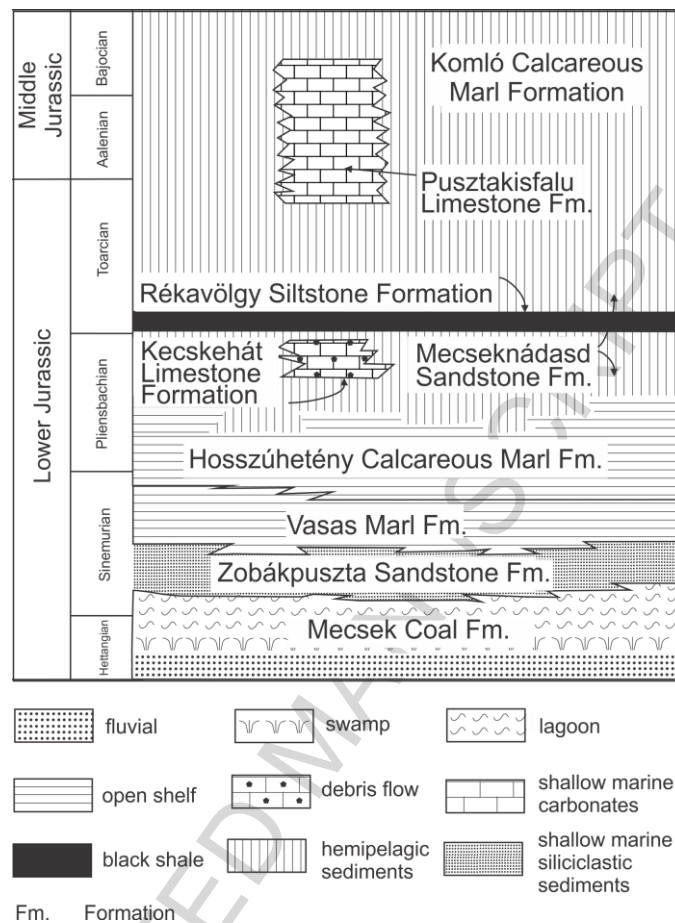 Middle
Jurassic
Lower Jurassic
Bajocian
Aalenian
Toarcian
Pliensbachian
Sinemurian
Hettangian
Komló Calcareous
Marl Formation
Pusztakisfalu
Limestone Fm.
Rékavölgy Siltstone Formation
Kecskehát
Limestone
Formation
Mecseknádasd
Sandstone Fm.
Hosszúhetény Calcareous Marl Fm.
Vasas Marl Fm.
Zobákpuszta Sandstone Fm.
Mecsek Coal Fm.
fluvial
swamp
lagoon
open shelf
debris flow
shallow marine
carbonates
black shale
hemipelagic
sediments
shallow marine
siliciclastic
sediments
Fm. Formation